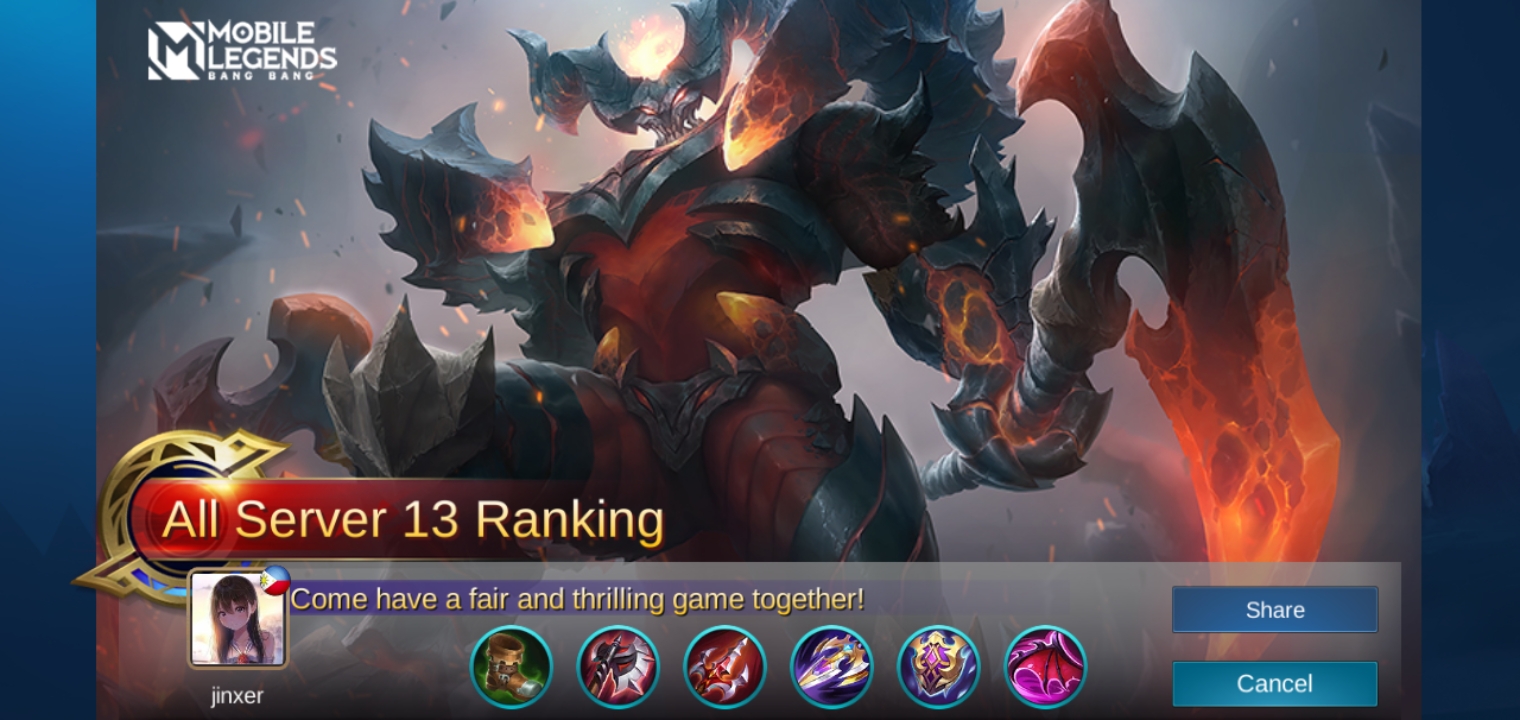 MOBILE
LEGENDS
BANG BANG
All Server 13 Ranking
Come have a fair and thrilling game together!
Share
jinxer
Cancel